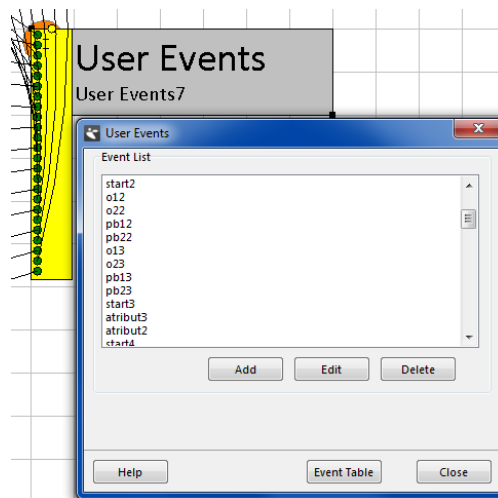 User Events
User Events7
User Events
Event List
start2
o12
o22
pb12
pb22
o13
o23
pb13
pb23
start3
atribut3
atribut2
start4
Add Edit Delete
Help Event Table Close